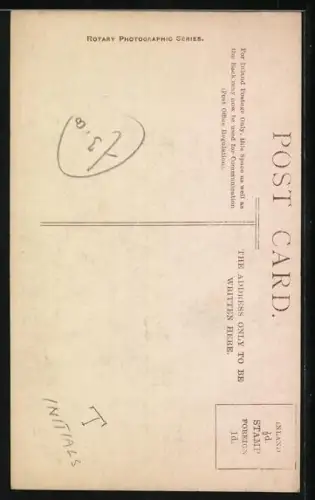 ROTARY PHOTOGRAPHIC SERIES.
POST CARD.
For Inland Postage Only, this Space as well as
the Back may now be used for Communication
(Post Office Regulation).
THE ADDRESS ONLY TO BE
WRITTEN HERE.
INLAND
½d.
STAMP
FOREIGN
1d.
T
INITIALS